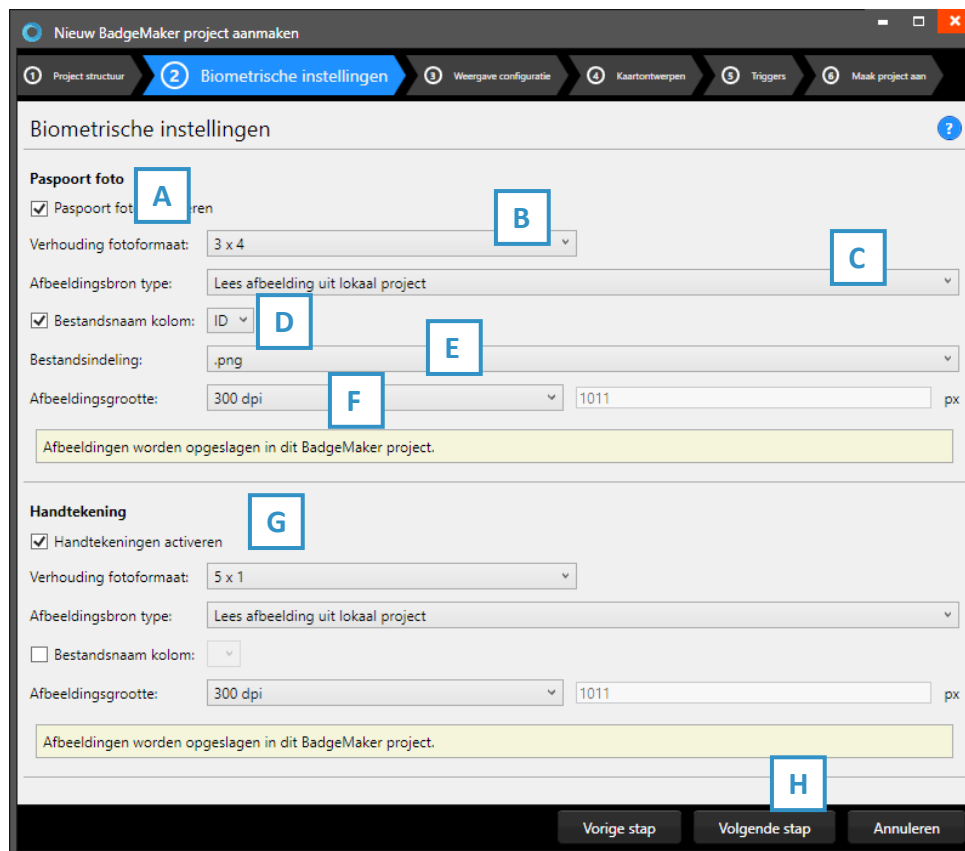 Nieuw BadgeMaker project aanmaken
1 Project structuur 2 Biometrische instellingen 3 Weergave configuratie 4 Kaartontwerpen 5 Triggers 6 Maak project aan
Biometrische instellingen ?
Paspoort foto
A
Paspoort fot ren
B
Verhouding fotoformaat: 3 x 4
C
Afbeeldingsbron type: Lees afbeelding uit lokaal project
Bestandsnaam kolom: ID D
E
Bestandsindeling: .png
Afbeeldingsgrootte: 300 dpi F 1011 px
Afbeeldingen worden opgeslagen in dit BadgeMaker project.
Handtekening
G
Handtekeningen activeren
Verhouding fotoformaat: 5 x 1
Afbeeldingsbron type: Lees afbeelding uit lokaal project
Bestandsnaam kolom:
Afbeeldingsgrootte: 300 dpi 1011 px
Afbeeldingen worden opgeslagen in dit BadgeMaker project.
H
Vorige stap Volgende stap Annuleren